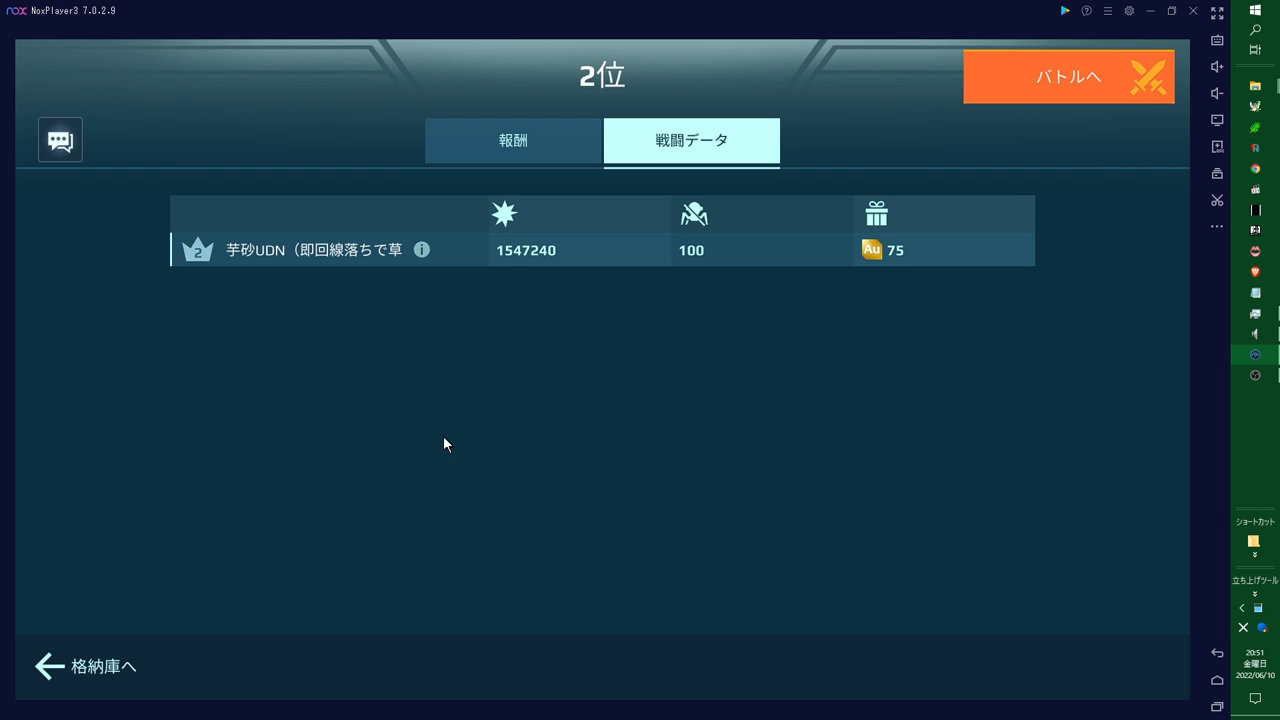 nox NoxPlayer3 7.0.2.9
2位
バトルへ
報酬
戦闘データ
2 芋砂UDN（即回線落ちで草 i 1547240 100 Au 75
格納庫へ
ショートカット
立ち上げツール
20:51
金曜日
2022/06/10